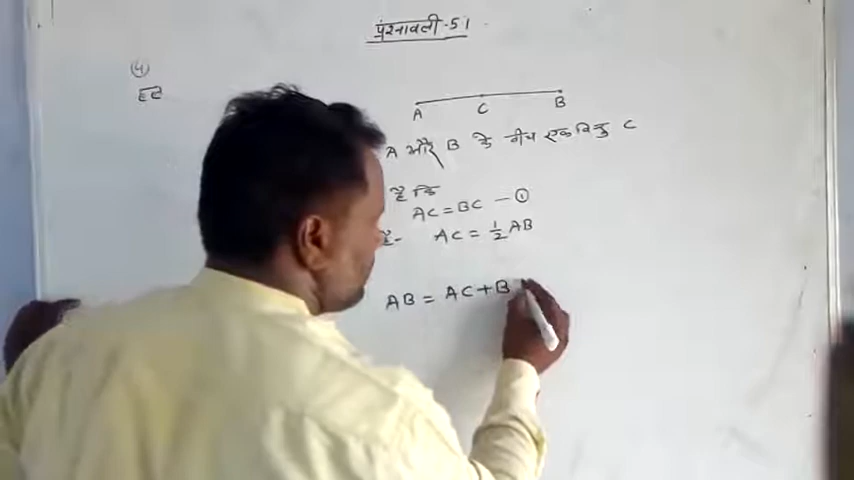 प्रश्नावली-5.1
(4)
हल
A C B
A और B के बीच एक बिन्दु C
है कि
AC = BC — ①
है- AC = 1/2 AB
AB = AC + B